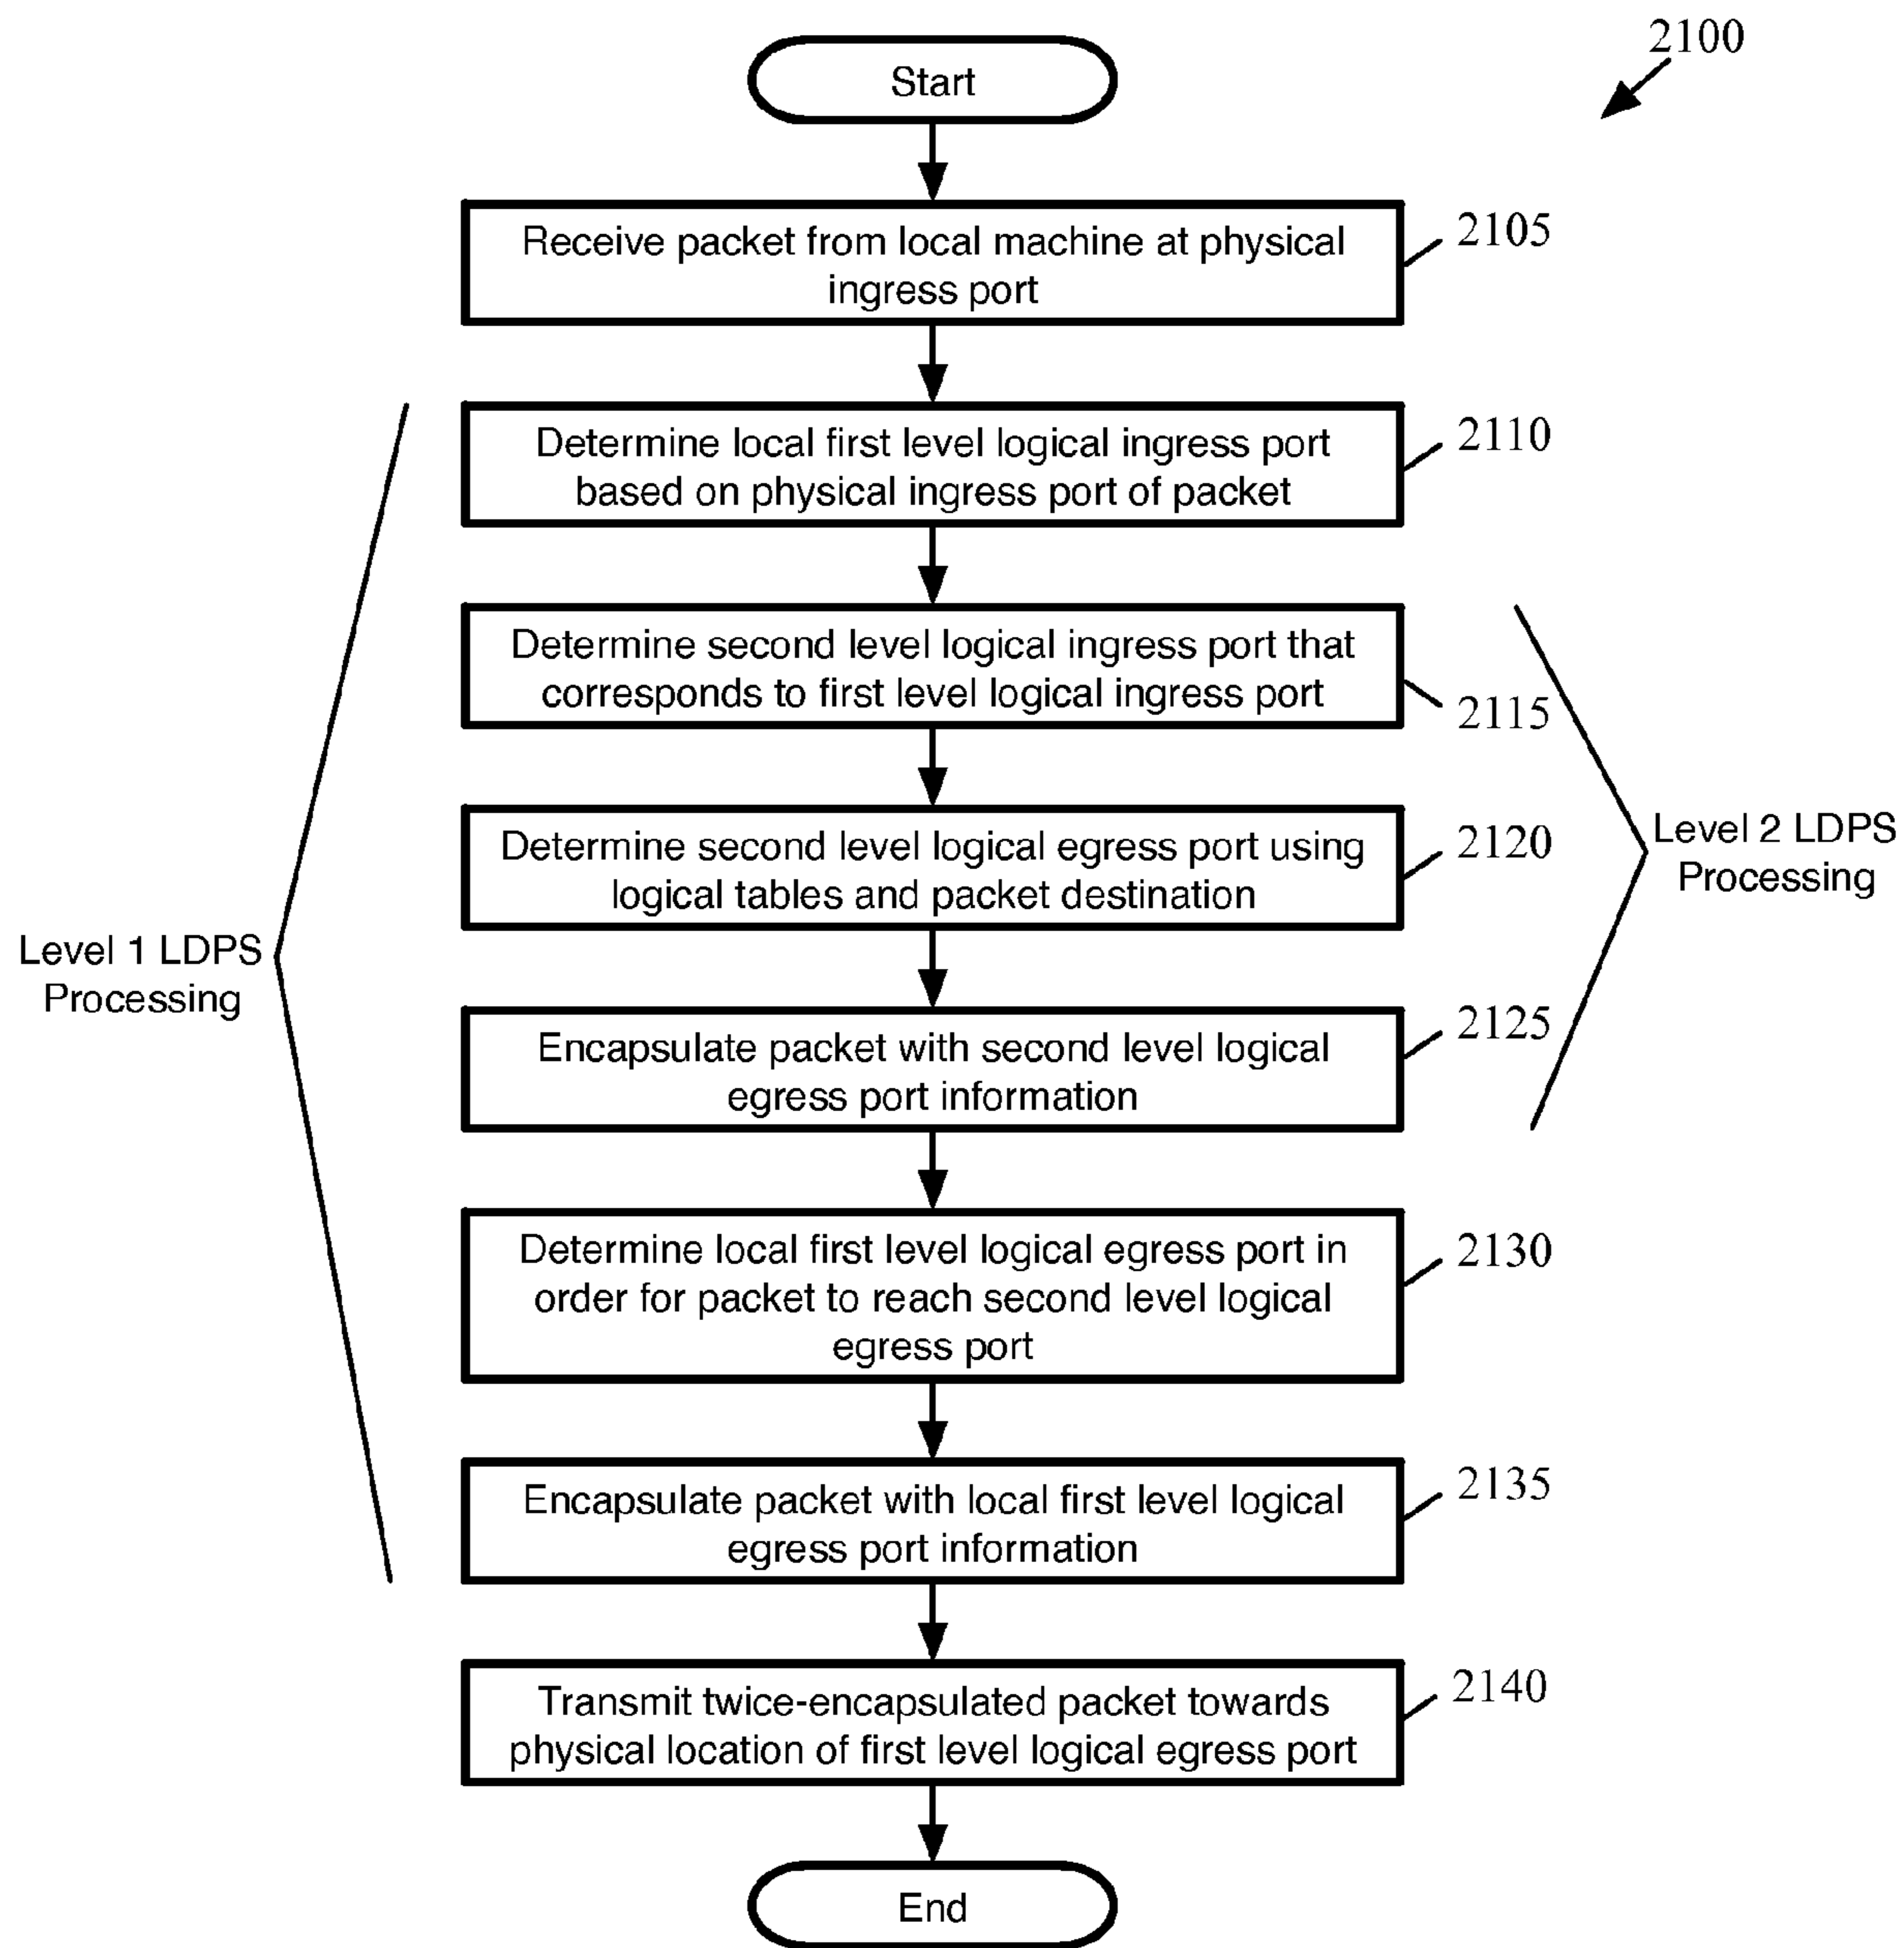 2100
Start
Receive packet from local machine at physical
ingress port
2105
Determine local first level logical ingress port
based on physical ingress port of packet
2110
Determine second level logical ingress port that
corresponds to first level logical ingress port
2115
Determine second level logical egress port using
logical tables and packet destination
2120
Level 2 LDPS
Processing
Level 1 LDPS
Processing
Encapsulate packet with second level logical
egress port information
2125
Determine local first level logical egress port in
order for packet to reach second level logical
egress port
2130
Encapsulate packet with local first level logical
egress port information
2135
Transmit twice-encapsulated packet towards
physical location of first level logical egress port
2140
End